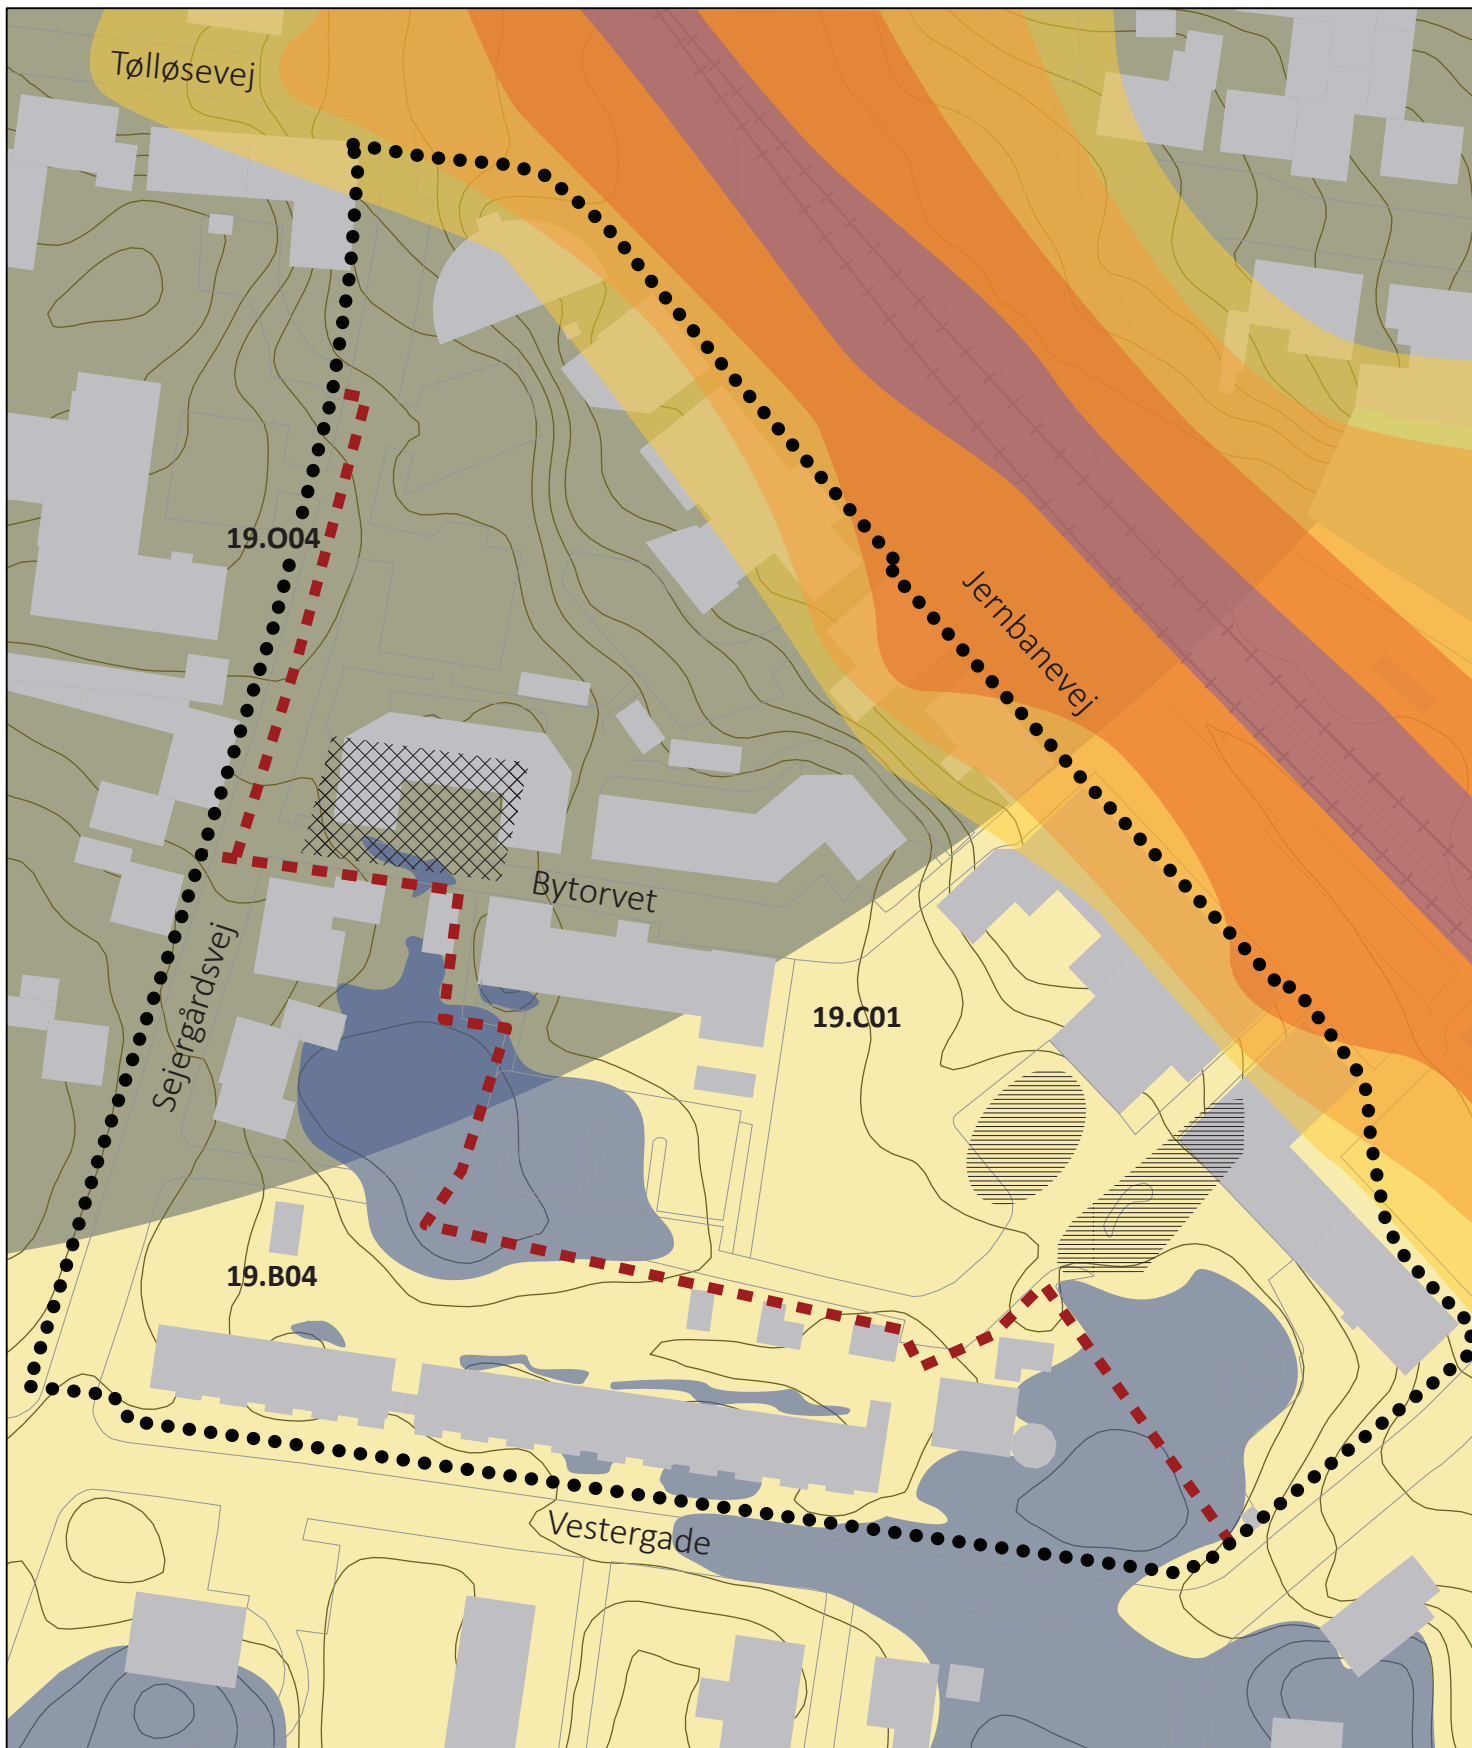 Tølløsevej
19.O04
Jernbanevej
Bytorvet
Sejergårdsvej
19.C01
19.B04
Vestergade